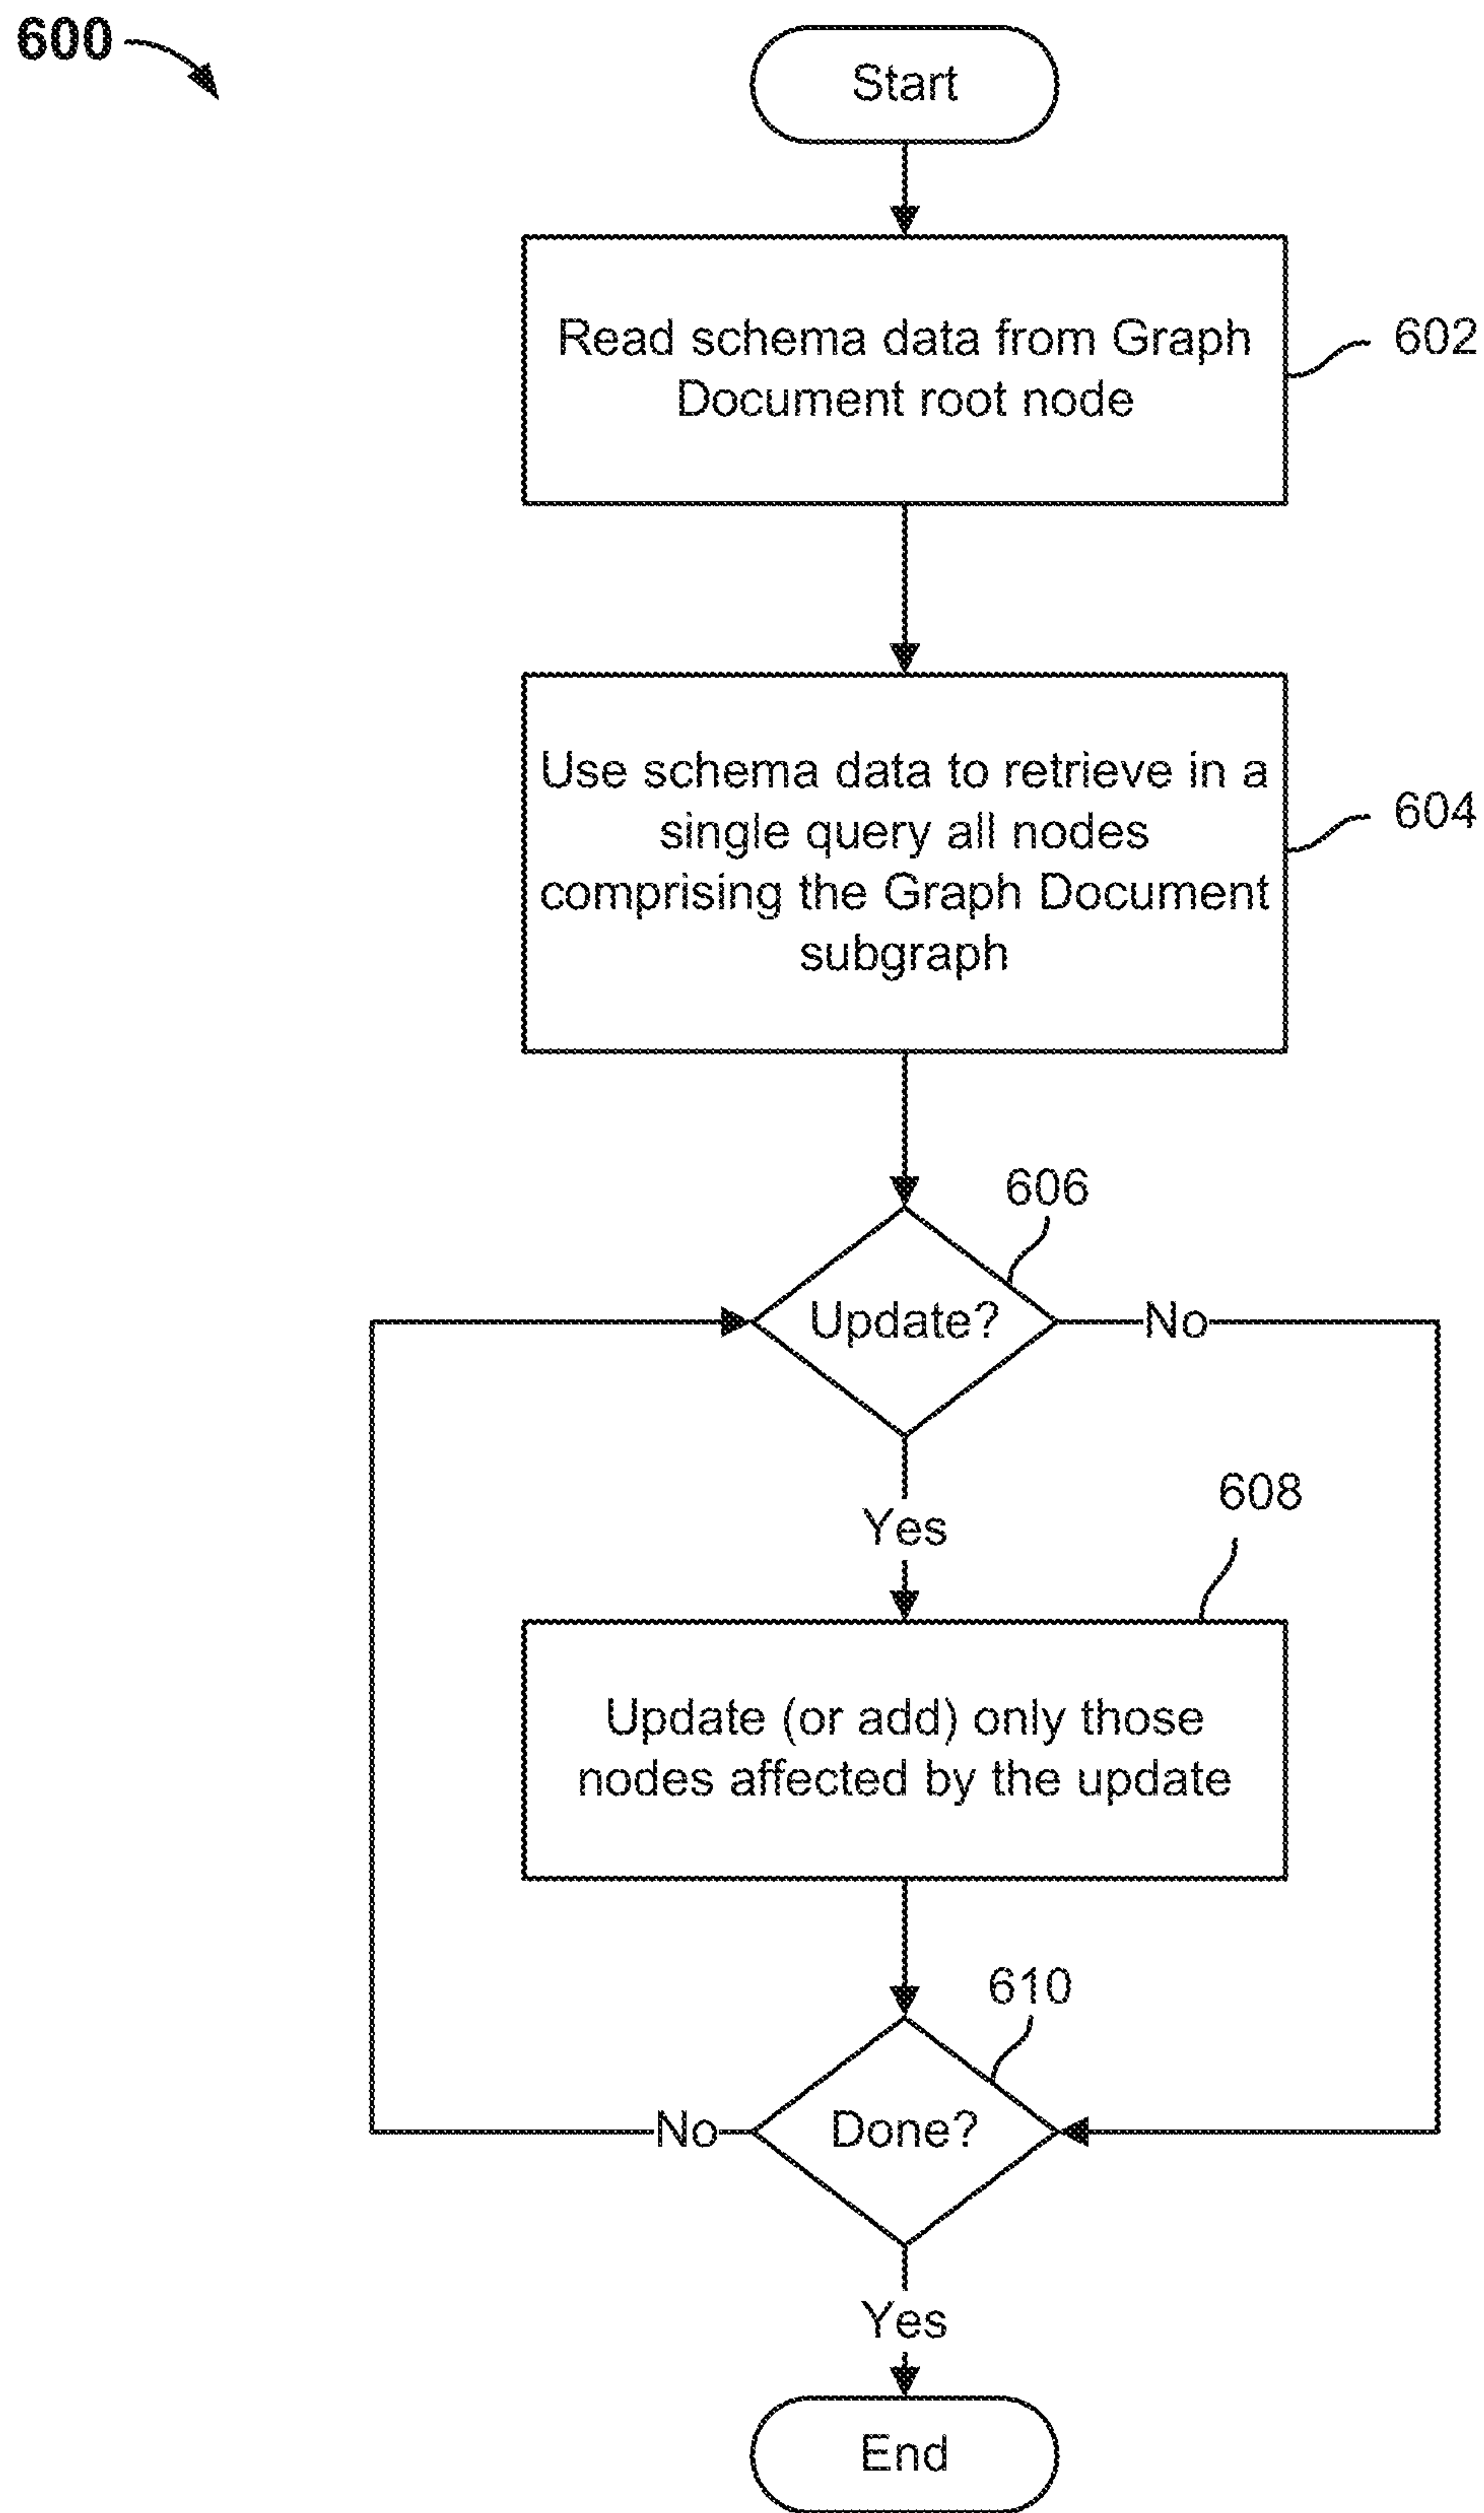 600
Start
Read schema data from Graph
Document root node
602
Use schema data to retrieve in a
single query all nodes
comprising the Graph Document
subgraph
604
606
Update?
No
Yes
608
Update (or add) only those
nodes affected by the update
610
No
Done?
Yes
End